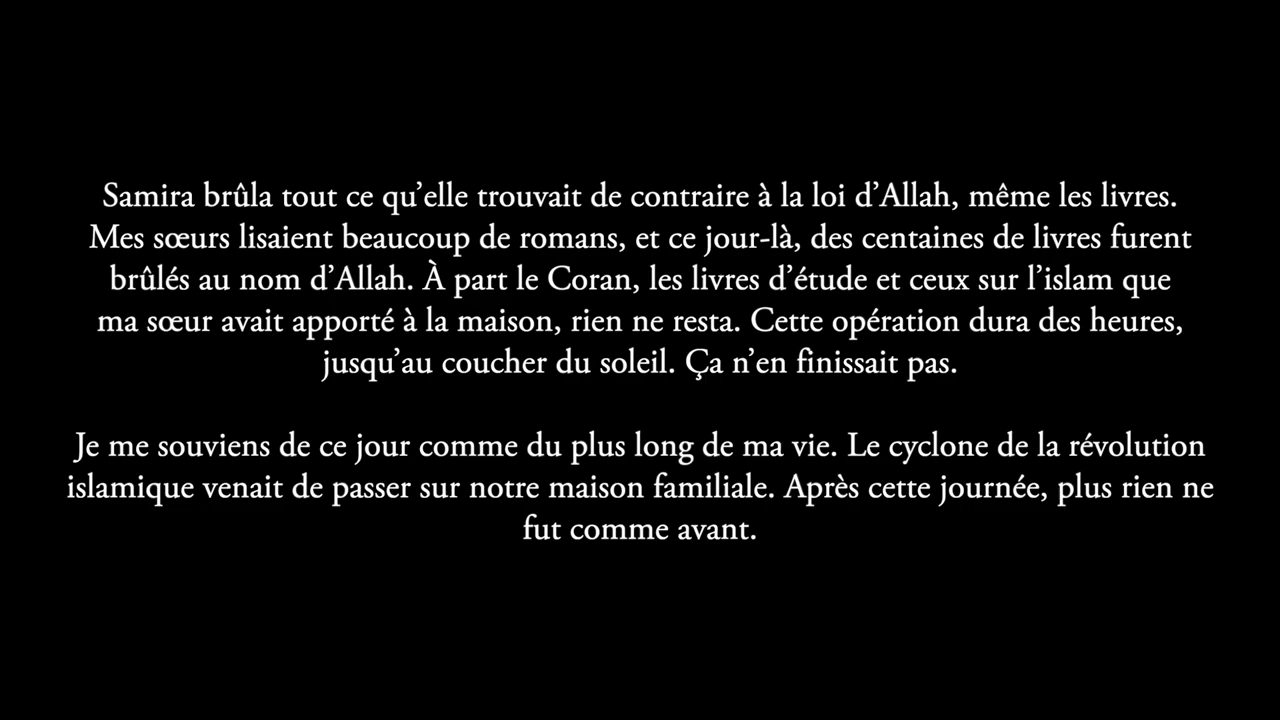 Samira brûla tout ce qu’elle trouvait de contraire à la loi d’Allah, même les livres.
Mes sœurs lisaient beaucoup de romans, et ce jour-là, des centaines de livres furent
brûlés au nom d’Allah. À part le Coran, les livres d’étude et ceux sur l’islam que
ma sœur avait apporté à la maison, rien ne resta. Cette opération dura des heures,
jusqu’au coucher du soleil. Ça n’en finissait pas.
Je me souviens de ce jour comme du plus long de ma vie. Le cyclone de la révolution
islamique venait de passer sur notre maison familiale. Après cette journée, plus rien ne
fut comme avant.